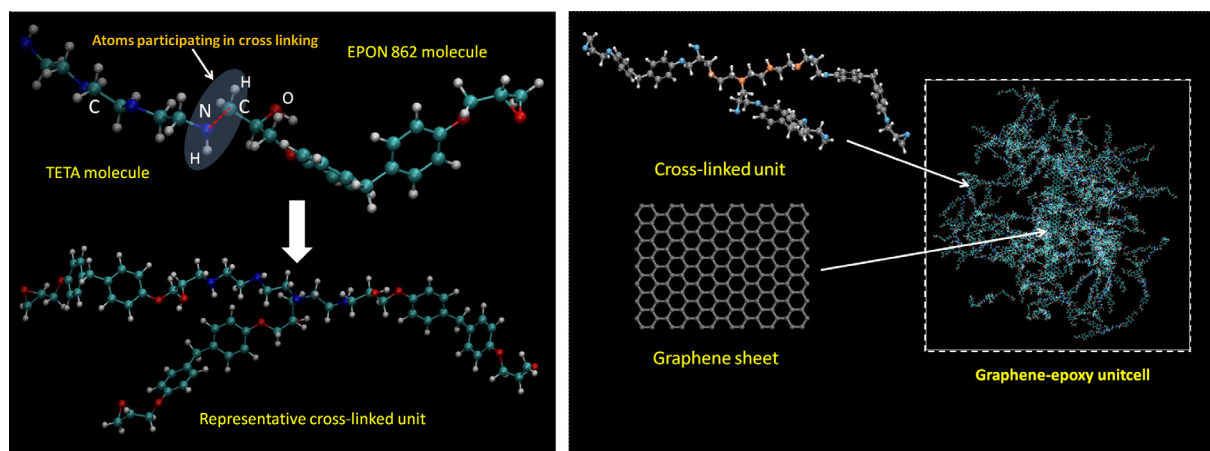 Atoms participating in cross linking
EPON 862 molecule
H
O
C
N
C
H
TETA molecule
Representative cross-linked unit
Cross-linked unit
Graphene sheet
Graphene-epoxy unitcell